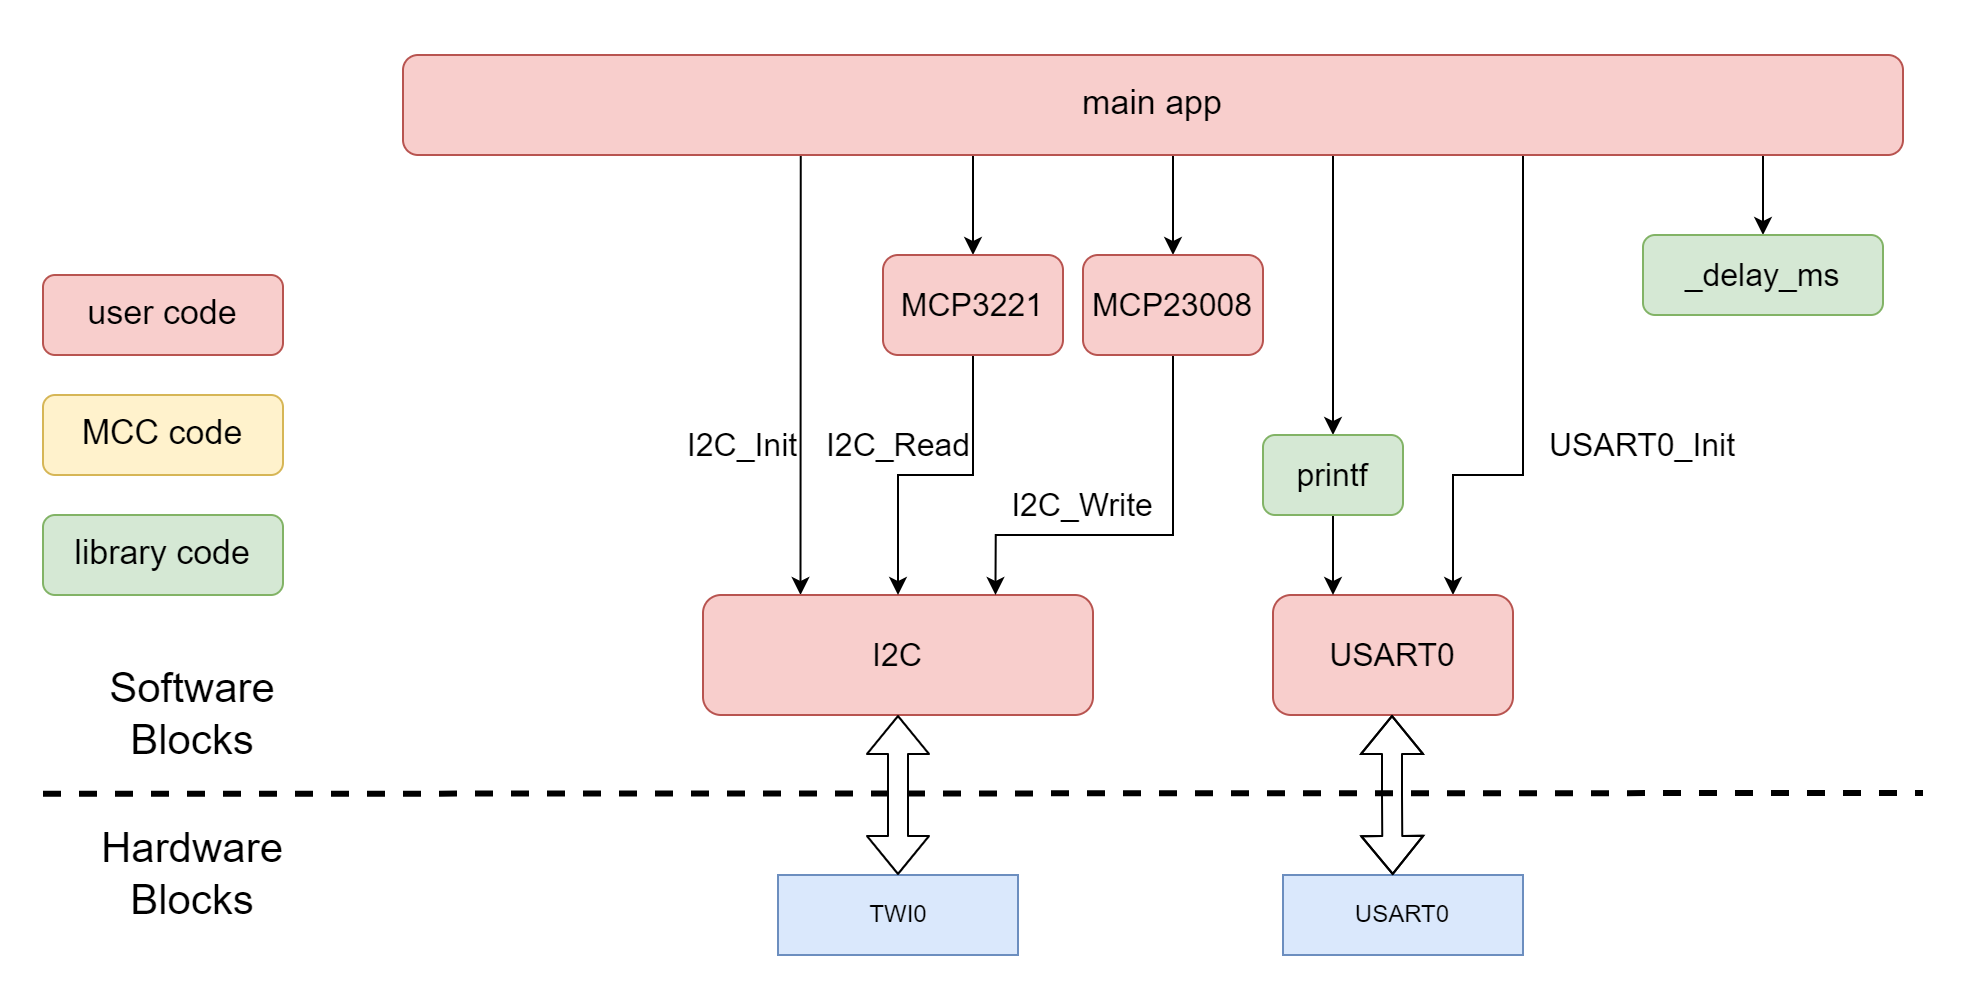 main app
_delay_ms
MCP3221
MCP23008
user code
MCC code
I2C_Init
I2C_Read
USART0_Init
printf
I2C_Write
library code
I2C
USART0
Software
Blocks
Hardware
Blocks
TWI0
USART0